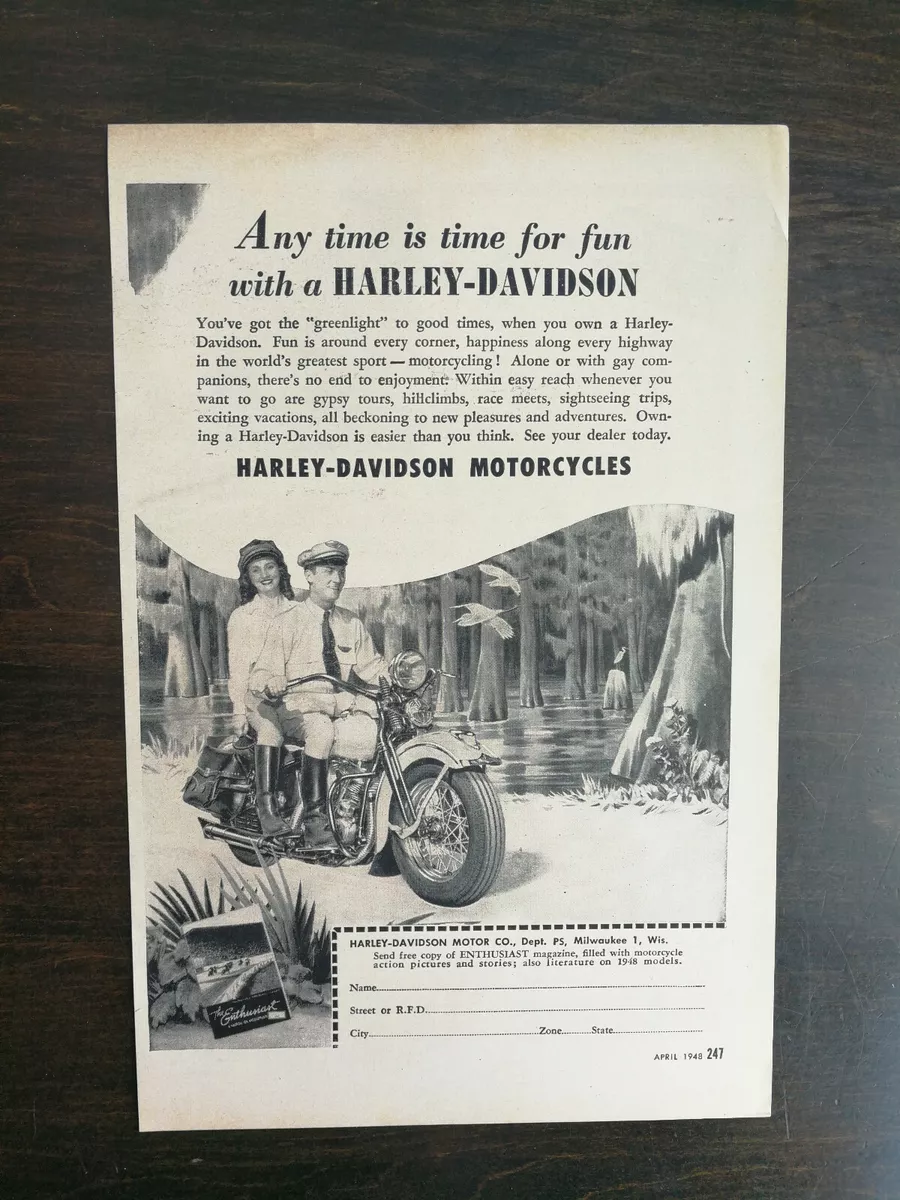 Any time is time for fun
with a HARLEY-DAVIDSON
You've got the "greenlight" to good times, when you own a Harley-
Davidson. Fun is around every corner, happiness along every highway
in the world's greatest sport — motorcycling! Alone or with gay com-
panions, there's no end to enjoyment: Within easy reach whenever you
want to go are gypsy tours, hillclimbs, race meets, sightseeing trips,
exciting vacations, all beckoning to new pleasures and adventures. Own-
ing a Harley-Davidson is easier than you think. See your dealer today.
HARLEY-DAVIDSON MOTORCYCLES
The
Enthusiast
HARLEY-DAVIDSON MOTOR CO., Dept. PS, Milwaukee 1, Wis.
Send free copy of ENTHUSIAST magazine, filled with motorcycle
action pictures and stories; also literature on 1948 models.
Name
Street or R.F.D.
City Zone State
APRIL 1948 247